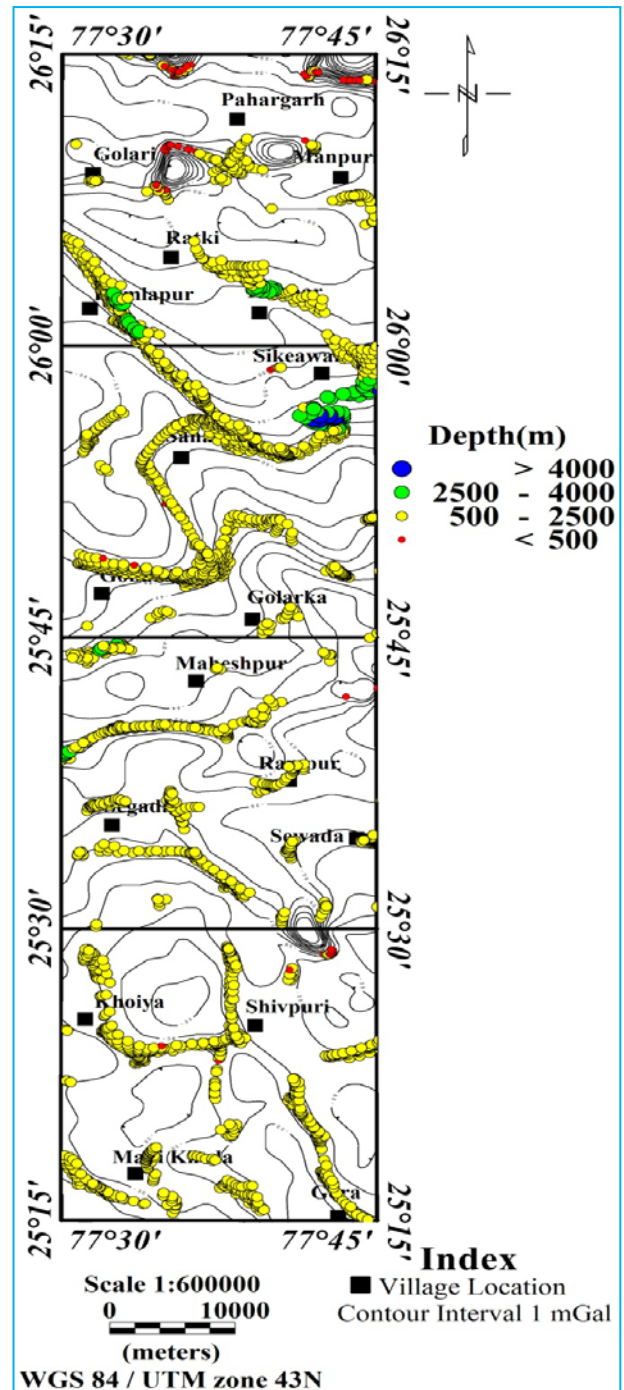 77°30' 77°45'
26°15' 26°15'
Pahargarh
Golari Manpur
Ratki
26°00' 26°00'
Depth(m)
> 4000
2500 - 4000
500 - 2500
< 500
Golarka
25°45' 25°45'
Maheshpur
Sewada
25°30' 25°30'
Khoiya
Shivpuri
25°15' 25°15'
77°30' 77°45'
Index
Scale 1:600000
Village Location
0 10000
Contour Interval 1 mGal
(meters)
WGS 84 / UTM zone 43N